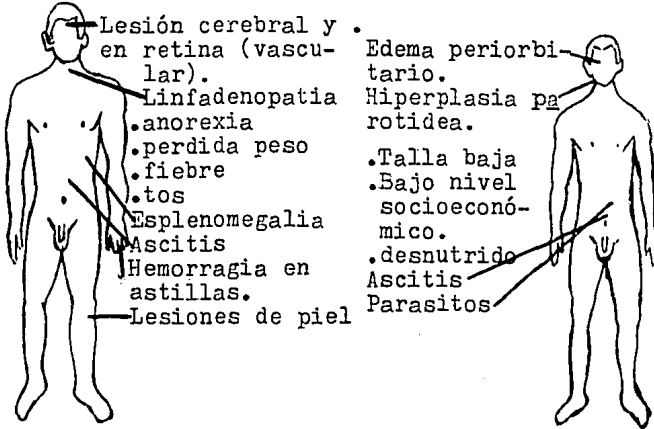 Lesión cerebral y .
en retina (vascu-
lar).
Linfadenopatia
.anorexia
.perdida peso
.fiebre
.tos
Esplenomegalia
Ascitis
Hemorragia en
astillas.
Lesiones de piel
Edema periorbi-
tario.
Hiperplasia pa
rotidea.
.Talla baja
.Bajo nivel
socioeconó-
mico.
.desnutrido
Ascitis
Parasitos